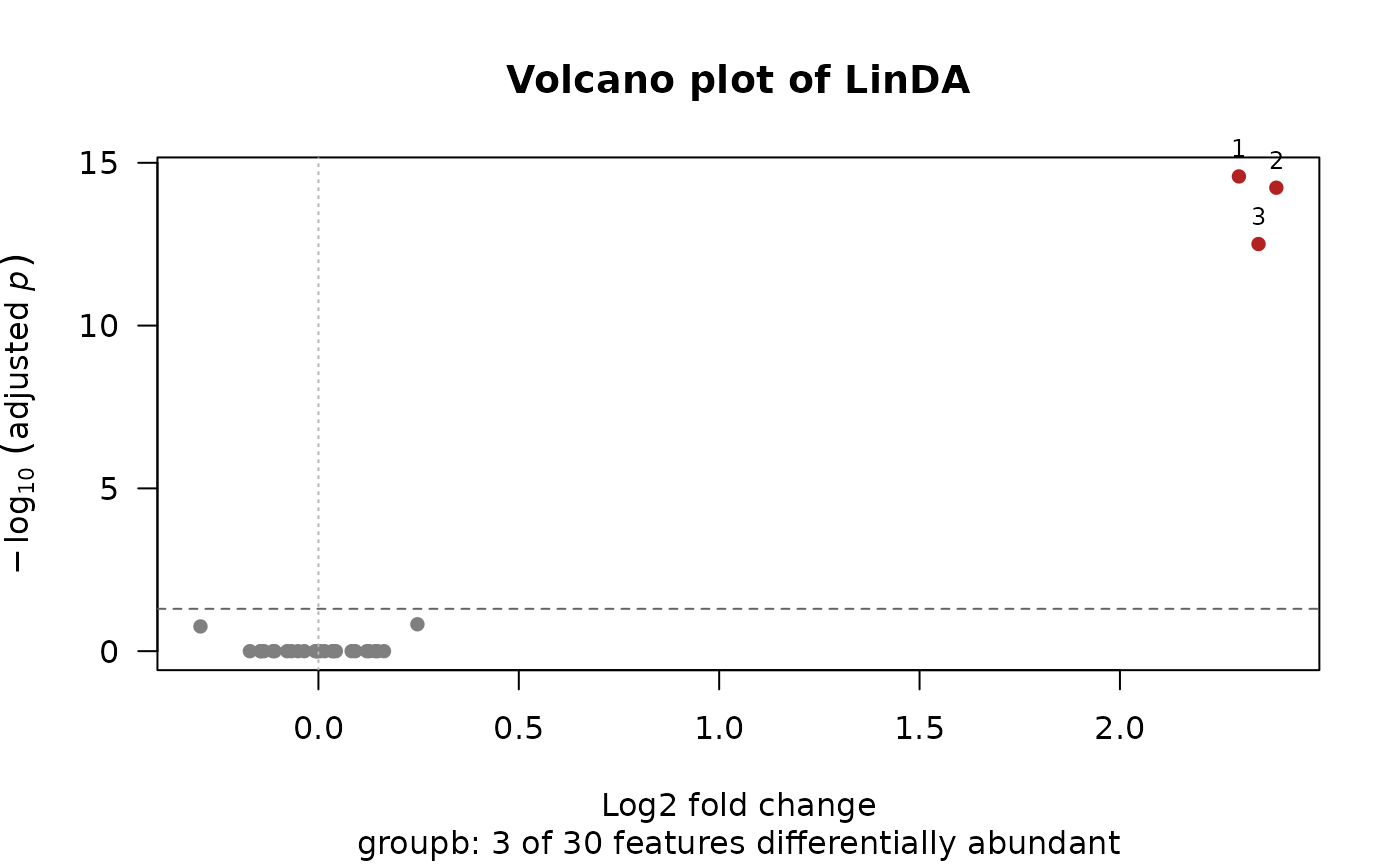 Volcano plot of LinDA
− log10 (adjusted p)
15
10
5
0
1
2
3
0.0 0.5 1.0 1.5 2.0
Log2 fold change
groupb: 3 of 30 features differentially abundant